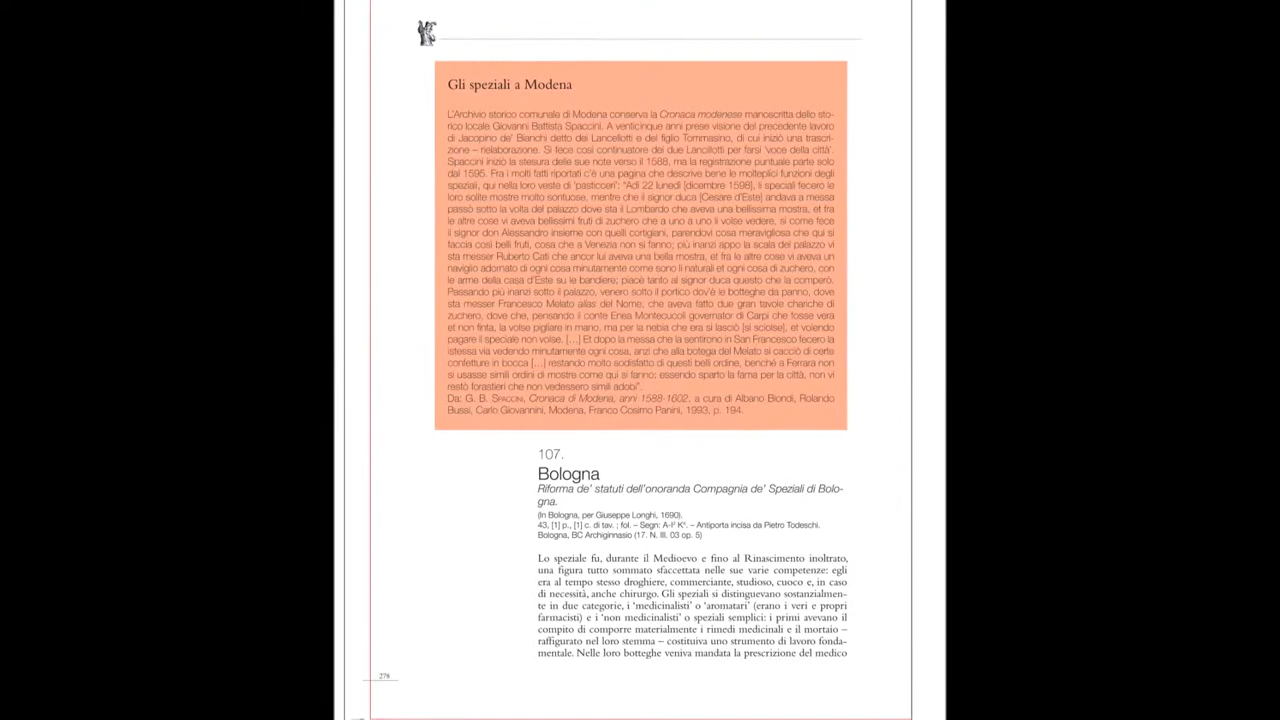 Gli speziali a Modena
L'Archivio storico comunale di Modena conserva la Cronaca modenese manoscritta dello sto-
rico locale Giovanni Battista Spaccini. A venticinque anni prese visione del precedente lavoro
di Jacopino de' Bianchi detto dei Lancellotti e del figlio Tommasino, di cui iniziò una trascri-
zione – rielaborazione. Si fece così continuatore dei due Lancillotti per farsi 'voce della città'.
Spaccini iniziò la stesura delle sue note verso il 1588, ma la registrazione puntuale parte solo
dal 1595. Fra i molti fatti riportati c'è una pagina che descrive bene le molteplici funzioni degli
speziali, qui nella loro veste di 'pasticceri': "Adì 22 lunedì [dicembre 1598], li speciali fecero le
loro solite mostre molto sontuose, mentre che il signor duca [Cesare d'Este] andava a messa
passò sotto la volta del palazzo dove sta il Lombardo che aveva una bellissima mostra, et fra
le altre cose vi aveva bellissimi fruti di zuchero che a uno a uno li volse vedere, sì come fece
il signor don Alessandro insieme con quelli cortigiani, parendovi cosa meravigliosa che qui si
faccia così belli fruti, cosa che a Venezia non si fanno; più inanzi appo la scala del palazzo vi
sta messer Ruberto Cati che ancor lui aveva una bella mostra, et fra le altre cose vi aveva un
naviglio adornato di ogni cosa minutamente come sono li naturali et ogni cosa di zuchero, con
le arme della casa d'Este su le bandiere; piacè tanto al signor duca questo che la comperò.
Passando più inanzi sotto il palazzo, venero sotto il portico dov'è le botteghe da panno, dove
sta messer Francesco Melato alias del Nome, che aveva fatto due gran tavole chariche di
zuchero, dove che, pensando il conte Enea Montecucoli governator di Carpi che fosse vera
et non finta, la volse pigliare in mano, ma per la nebia che era si lasciò [si sciolse], et volendo
pagare il speciale non volse. […] Et dopo la messa che la sentirono in San Francesco fecero la
istessa via vedendo minutamente ogni cosa, anzi che alla botega del Melato si cacciò di certe
confetture in bocca […] restando molto sodisfatto di questi belli ordine, benché a Ferrara non
si usasse simili ordini di mostre come qui si fanno: essendo sparto la fama per la città, non vi
restò forastieri che non vedessero simili adobi".
Da: G. B. Spaccini, Cronaca di Modena, anni 1588-1602, a cura di Albano Biondi, Rolando
Bussi, Carlo Giovannini, Modena, Franco Cosimo Panini, 1993, p. 194.
107.
Bologna
Riforma de' statuti dell'onoranda Compagnia de' Speziali di Bolo-
gna.
(In Bologna, per Giuseppe Longhi, 1690).
43, [1] p., [1] c. di tav. ; fol. – Segn: A-I² K⁴. – Antiporta incisa da Pietro Todeschi.
Bologna, BC Archiginnasio (17. N. III. 03 op. 5)
Lo speziale fu, durante il Medioevo e fino al Rinascimento inoltrato,
una figura tutto sommato sfaccettata nelle sue varie competenze: egli
era al tempo stesso droghiere, commerciante, studioso, cuoco e, in caso
di necessità, anche chirurgo. Gli speziali si distinguevano sostanzialmen-
te in due categorie, i 'medicinalisti' o 'aromatari' (erano i veri e propri
farmacisti) e i 'non medicinalisti' o speziali semplici: i primi avevano il
compito di comporre materialmente i rimedi medicinali e il mortaio –
raffigurato nel loro stemma – costituiva uno strumento di lavoro fonda-
mentale. Nelle loro botteghe veniva mandata la prescrizione del medico
278